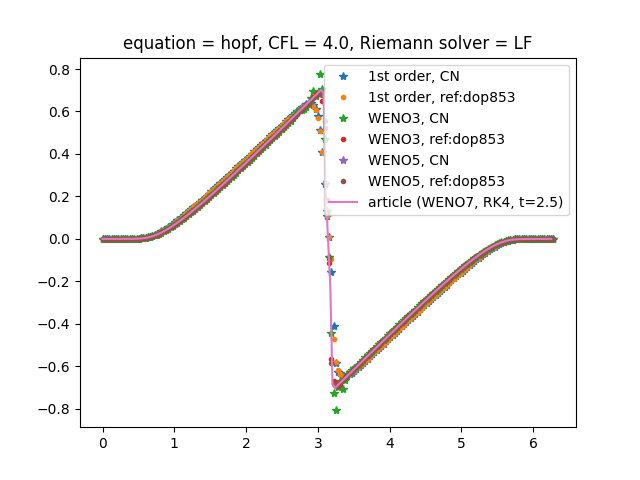 equation = hopf, CFL = 4.0, Riemann solver = LF
1st order, CN
1st order, ref:dop853
WENO3, CN
WENO3, ref:dop853
WENO5, CN
WENO5, ref:dop853
article (WENO7, RK4, t=2.5)
0.8
0.6
0.4
0.2
0.0
−0.2
−0.4
−0.6
−0.8
0 1 2 3 4 5 6